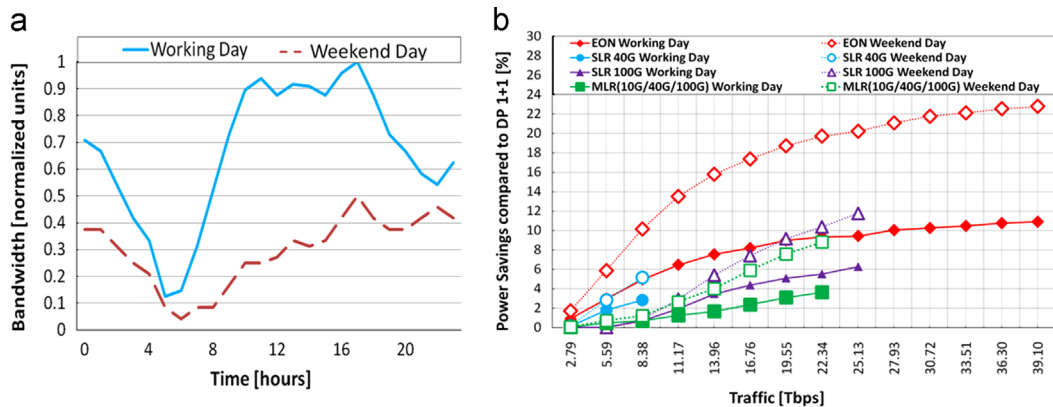 a
Working Day
Weekend Day
Bandwidth [normalized units]
1
0.9
0.8
0.7
0.6
0.5
0.4
0.3
0.2
0.1
0
0 4 8 12 16 20
Time [hours]
b
Power Savings compared to DP 1+1 [%]
30
28
26
24
22
20
18
16
14
12
10
8
6
4
2
0
EON Working Day
EON Weekend Day
SLR 40G Working Day
SLR 40G Weekend Day
SLR 100G Working Day
SLR 100G Weekend Day
MLR(10G/40G/100G) Working Day
MLR(10G/40G/100G) Weekend Day
2.79
5.59
8.38
11.17
13.96
16.76
19.55
22.34
25.13
27.93
30.72
33.51
36.30
39.10
Traffic [Tbps]